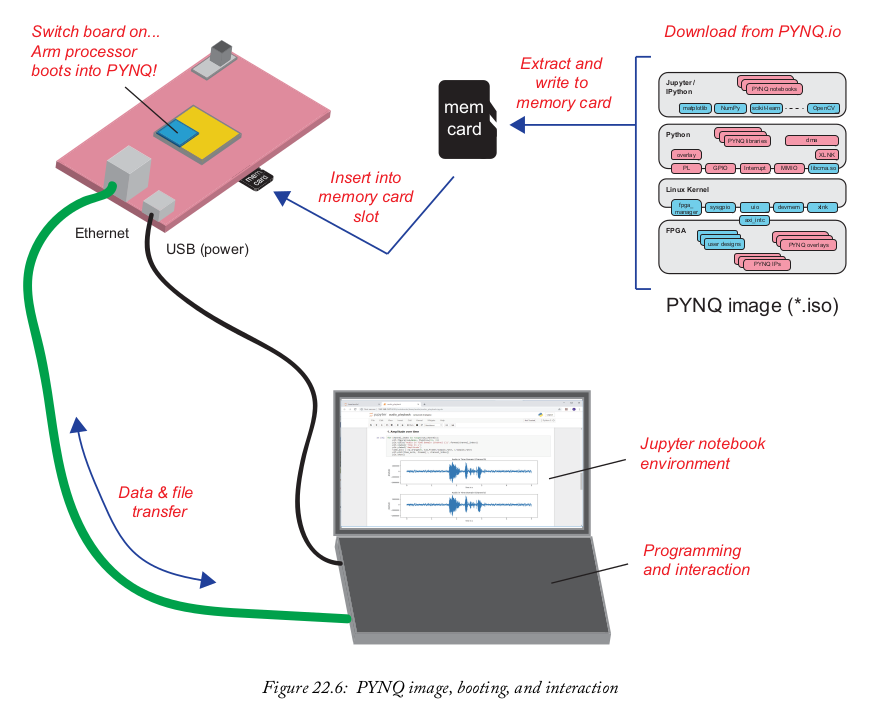 Switch board on...
Arm processor
boots into PYNQ!
Download from PYNQ.io
Extract and
write to
memory card
mem
card
mem
card
Insert into
memory card
slot
Ethernet
USB (power)
Jupyter /
IPython
PYNQ notebooks
matplotlib
NumPy
scikit-learn
OpenCV
Python
PYNQ libraries
overlay
XLNK
PL
GPIO
Interrupt
MMIO
libcma.so
Linux Kernel
fpga_
manager
sysgpio
uio
devmem
xlnk
axi_intc
FPGA
user designs
PYNQ overlays
PYNQ IPs
PYNQ image (*.iso)
Data & file
transfer
Jupyter notebook
environment
Programming
and interaction
Figure 22.6: PYNQ image, booting, and interaction